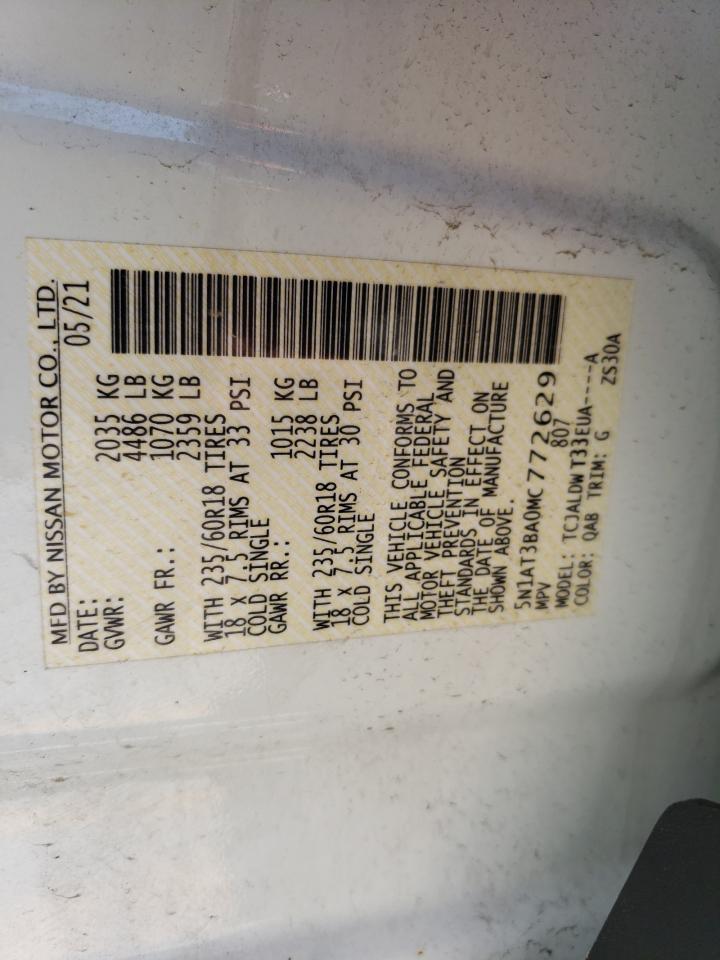 MFD BY NISSAN MOTOR CO., LTD.
DATE: 05/21
GVWR: 2035 KG
4486 LB
GAWR FR.: 1070 KG
2359 LB
WITH 235/60R18 TIRES
18 X 7.5 RIMS AT 33 PSI
COLD SINGLE
GAWR RR.: 1015 KG
2238 LB
WITH 235/60R18 TIRES
18 X 7.5 RIMS AT 30 PSI
COLD SINGLE
THIS VEHICLE CONFORMS TO
ALL APPLICABLE FEDERAL
MOTOR VEHICLE SAFETY AND
THEFT PREVENTION
STANDARDS IN EFFECT ON
THE DATE OF MANUFACTURE
SHOWN ABOVE.
5N1AT3BA0MC772629
MPV 807
MODEL: TCJALDWT33EUA----A
COLOR: QAB TRIM: G ZS30A